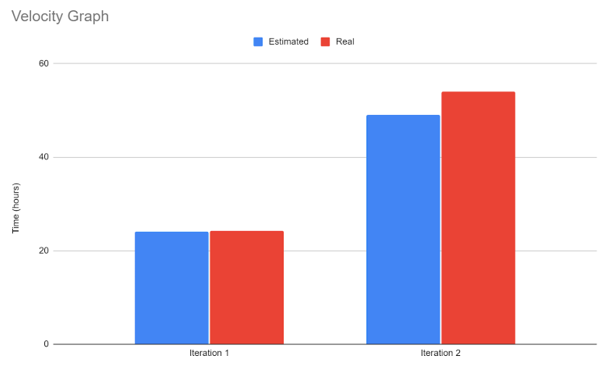 Velocity Graph
Estimated Real
60
40
20
0
Time (hours)
Iteration 1 Iteration 2